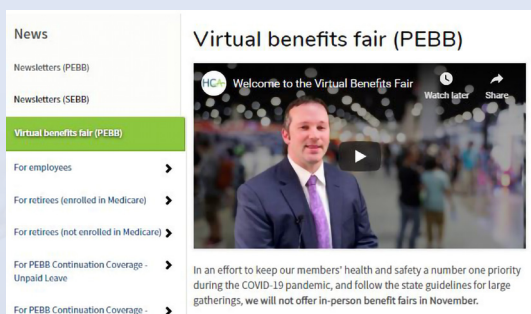 News
Newsletters (PEBB)
Newsletters (SEBB)
Virtual benefits fair (PEBB)
For employees
For retirees (enrolled in Medicare)
For retirees (not enrolled in Medicare)
For PEBB Continuation Coverage -
Unpaid Leave
For PEBB Continuation Coverage -
Virtual benefits fair (PEBB)
HCA
Welcome to the Virtual Benefits Fair
Watch later
Share
In an effort to keep our members' health and safety a number one priority
during the COVID-19 pandemic, and follow the state guidelines for large
gatherings, we will not offer in-person benefit fairs in November.